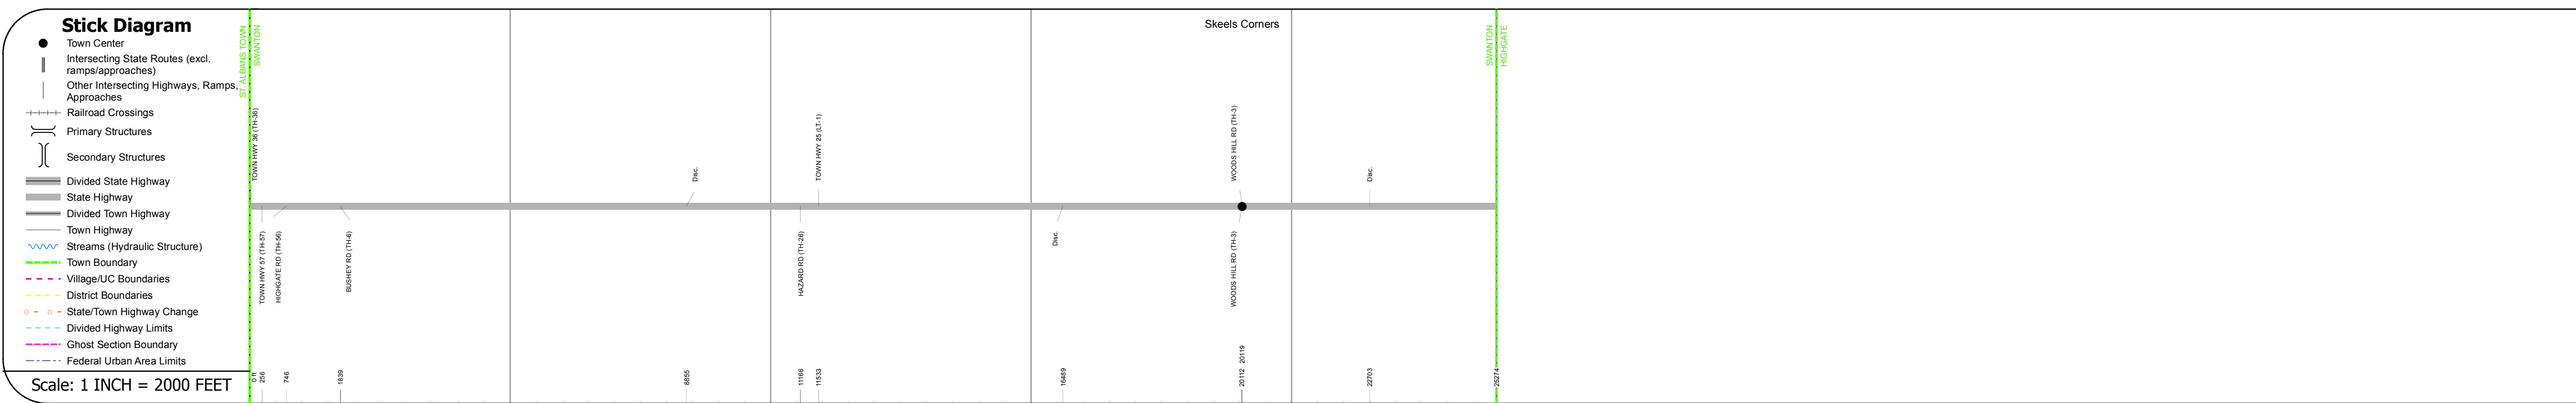 Stick Diagram
Town Center
Intersecting State Routes (excl.
ramps/approaches)
Other Intersecting Highways, Ramps,
Approaches
Railroad Crossings
Primary Structures
Secondary Structures
Divided State Highway
State Highway
Divided Town Highway
Town Highway
Streams (Hydraulic Structure)
Town Boundary
Village/UC Boundaries
District Boundaries
State/Town Highway Change
Divided Highway Limits
Ghost Section Boundary
Federal Urban Area Limits
Scale: 1 INCH = 2000 FEET
ST. ALBANS TOWN
SWANTON
Skeels Corners
SWANTON
HIGHGATE
TOWN HWY 36 (TH-36)
Disc.
TOWN HWY 25 (LT-1)
WOODS HILL RD (TH-3)
Disc.
TOWN HWY 57 (TH-57)
HIGHGATE RD (TH-56)
BUSHEY RD (TH-6)
HAZARD RD (TH-26)
Disc.
WOODS HILL RD (TH-3)
0 ft
256
746
1839
8855
11166
11533
16489
20112 20119
22703
25274